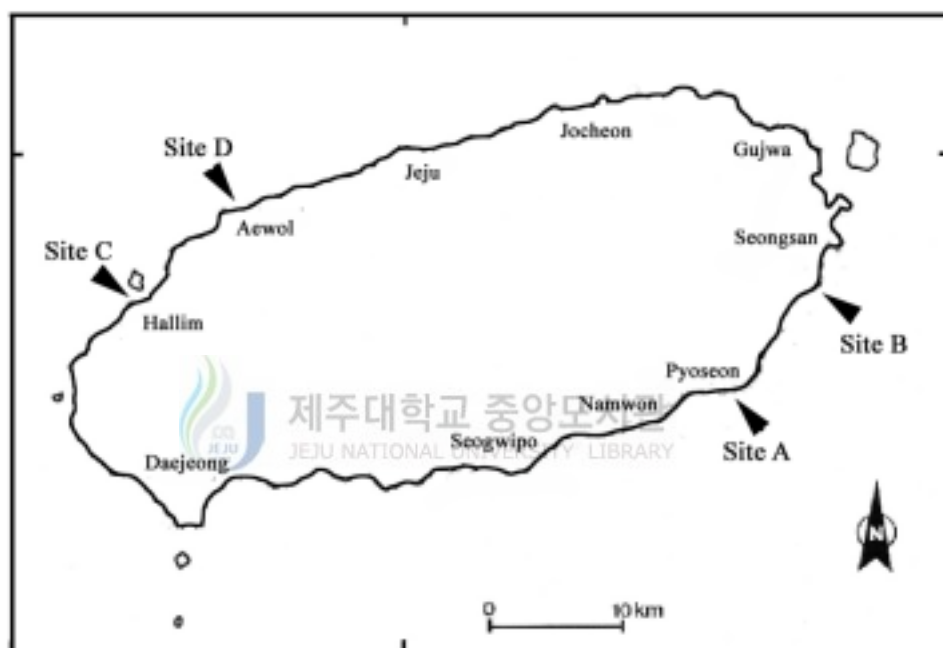 Jocheon
Site D
Gujwa
Jeju
Aewol
Seongsan
Site C
Hallim
Site B
Pyoseon
제주대학교 중앙도서관
Namwon
Seogwipo
JEJU NATIONAL UNIVERSITY LIBRARY
JEJU
Site A
Daejeong
N
0 10 km